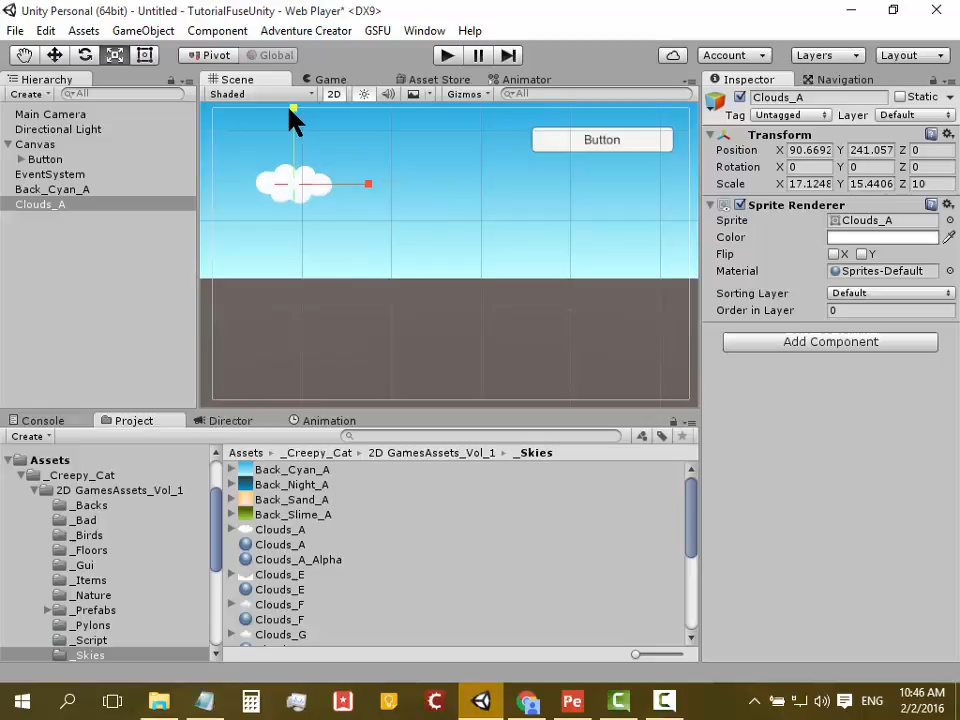 Unity Personal (64bit) - Untitled - TutorialFuseUnity - Web Player* <DX9>
File Edit Assets GameObject Component Adventure Creator GSFU Window Help
Pivot Global Account Layers Layout
Hierarchy Scene Game Asset Store Animator Inspector Navigation
Create All Shaded 2D Gizmos All Clouds_A Static
Main Camera
Directional Light
Canvas
Button
EventSystem
Back_Cyan_A
Clouds_A
Button
Tag Untagged Layer Default
Transform
Position X 90.6692 Y 241.057 Z 0
Rotation X 0 Y 0 Z 0
Scale X 17.1248 Y 15.4406 Z 10
Sprite Renderer
Sprite Clouds_A
Color
Flip X Y
Material Sprites-Default
Sorting Layer Default
Order in Layer 0
Add Component
Console Project Director Animation
Create
Assets
_Creepy_Cat
2D GamesAssets_Vol_1
_Backs
_Bad
_Birds
_Floors
_Gui
_Items
_Nature
_Prefabs
_Pylons
_Script
_Skies
Assets _Creepy_Cat 2D GamesAssets_Vol_1 _Skies
Back_Cyan_A
Back_Night_A
Back_Sand_A
Back_Slime_A
Clouds_A
Clouds_A
Clouds_A_Alpha
Clouds_E
Clouds_E
Clouds_F
Clouds_F
Clouds_G
Pe
ENG
10:46 AM
2/2/2016